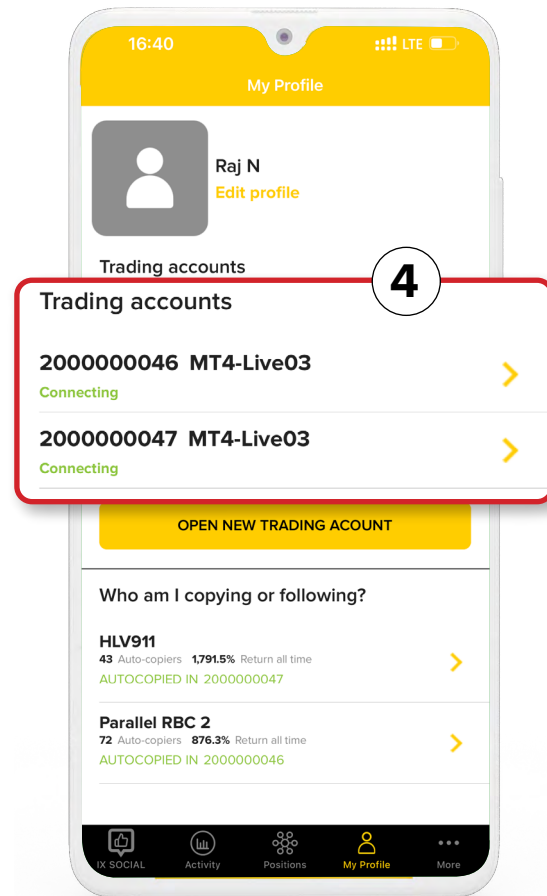 16:40
LTE
My Profile
Raj N
Edit profile
Trading accounts
4
Trading accounts
2000000046 MT4-Live03
Connecting
2000000047 MT4-Live03
Connecting
OPEN NEW TRADING ACOUNT
Who am I copying or following?
HLV911
43 Auto-copiers 1,791.5% Return all time
AUTOCOPIED IN 2000000047
Parallel RBC 2
72 Auto-copiers 876.3% Return all time
AUTOCOPIED IN 2000000046
IX SOCIAL Activity Positions My Profile More